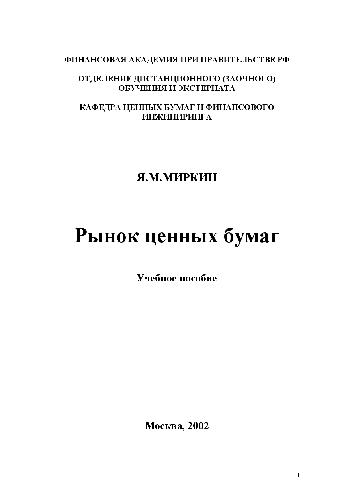 ФИНАНСОВАЯ АКАДЕМИЯ ПРИ ПРАВИТЕЛЬСТВЕ РФ
ОТДЕЛЕНИЕ ДИСТАНЦИОННОГО (ЗАОЧНОГО)
ОБУЧЕНИЯ И ЭКСТЕРНАТА
КАФЕДРА ЦЕННЫХ БУМАГ И ФИНАНСОВОГО
ИНЖИНИРИНГА
Я.М.МИРКИН
Рынок ценных бумаг
Учебное пособие
Москва, 2002
1